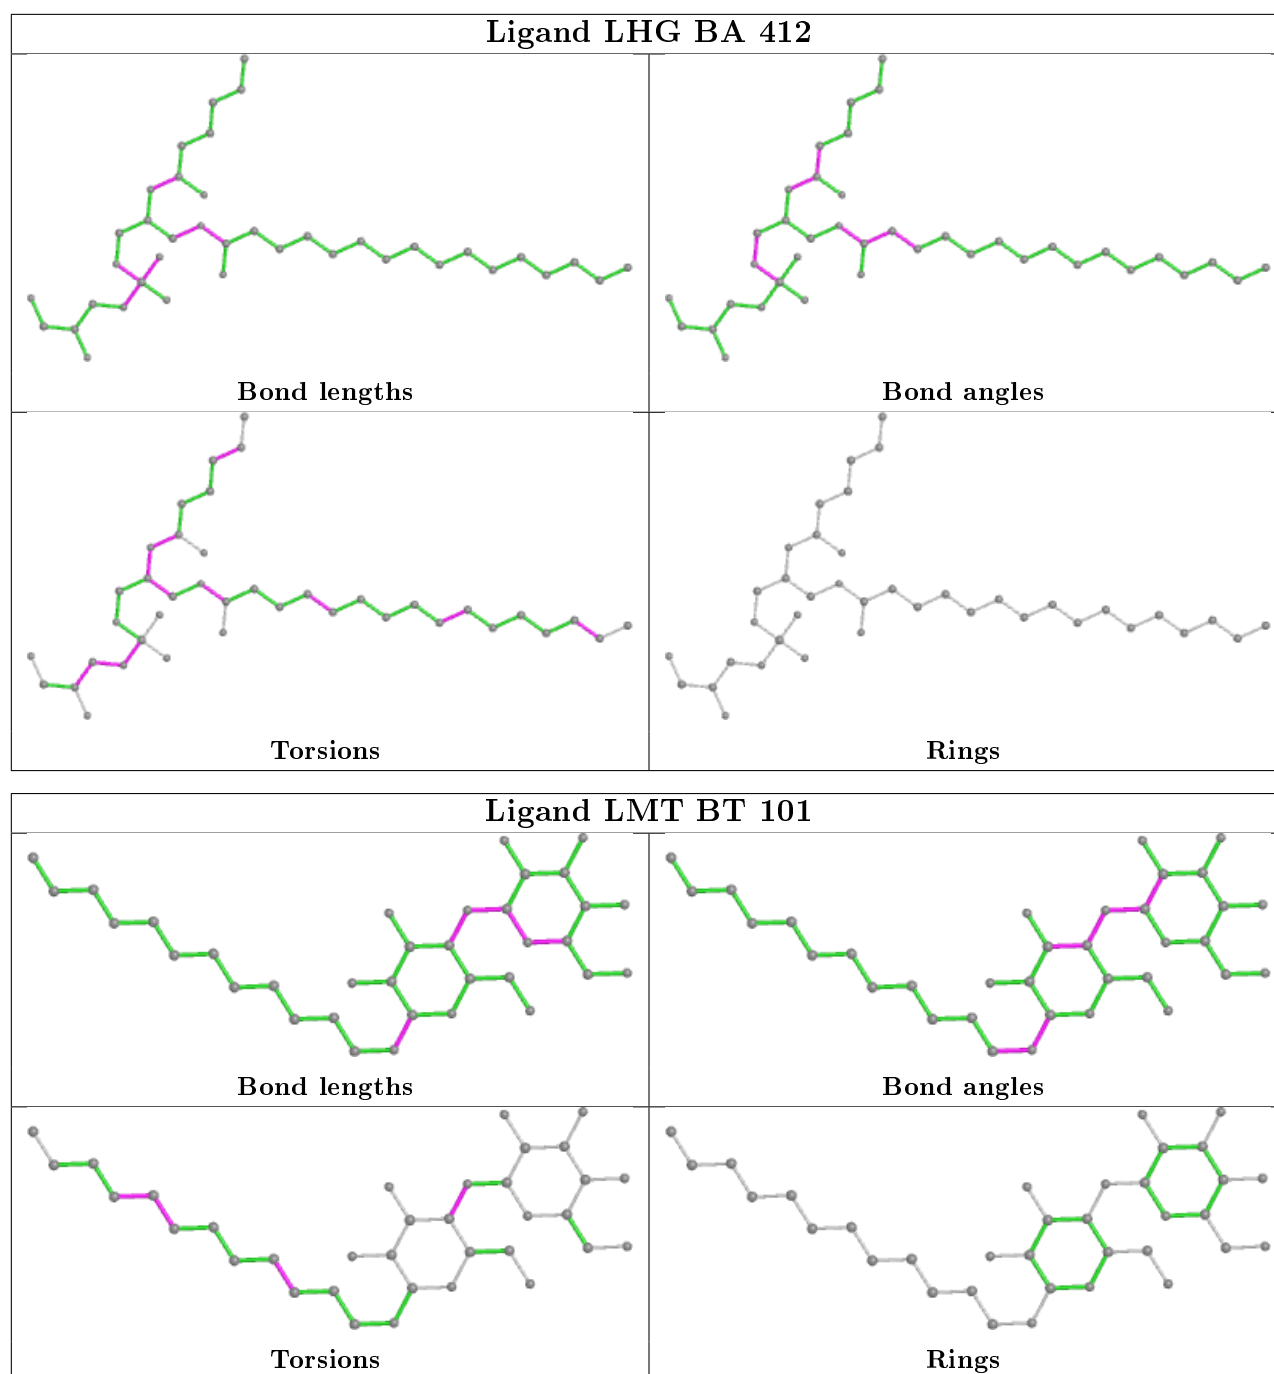 Ligand LHG BA 412
Bond lengths
Bond angles
Torsions
Rings
Ligand LMT BT 101
Bond lengths
Bond angles
Torsions
Rings